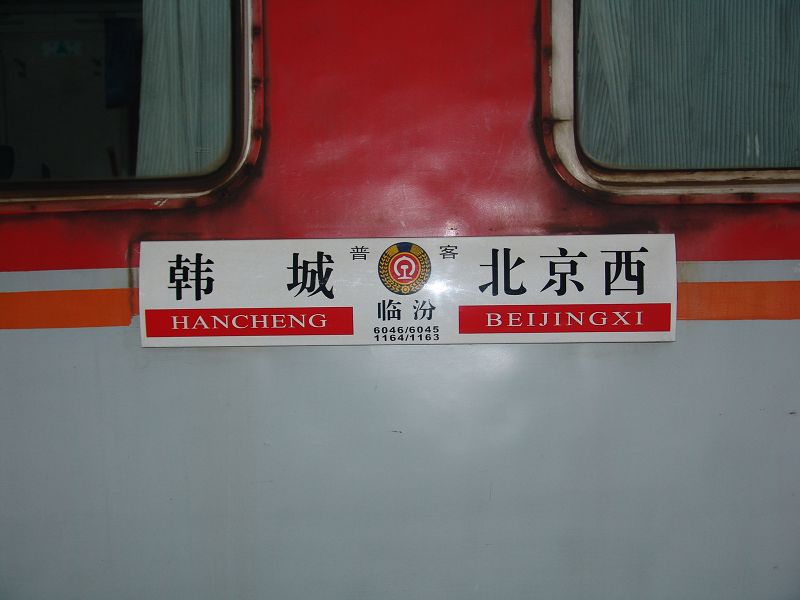 韩 城 普 客 北京西
HANCHENG 临汾 BEIJINGXI
6046/6045
1164/1163